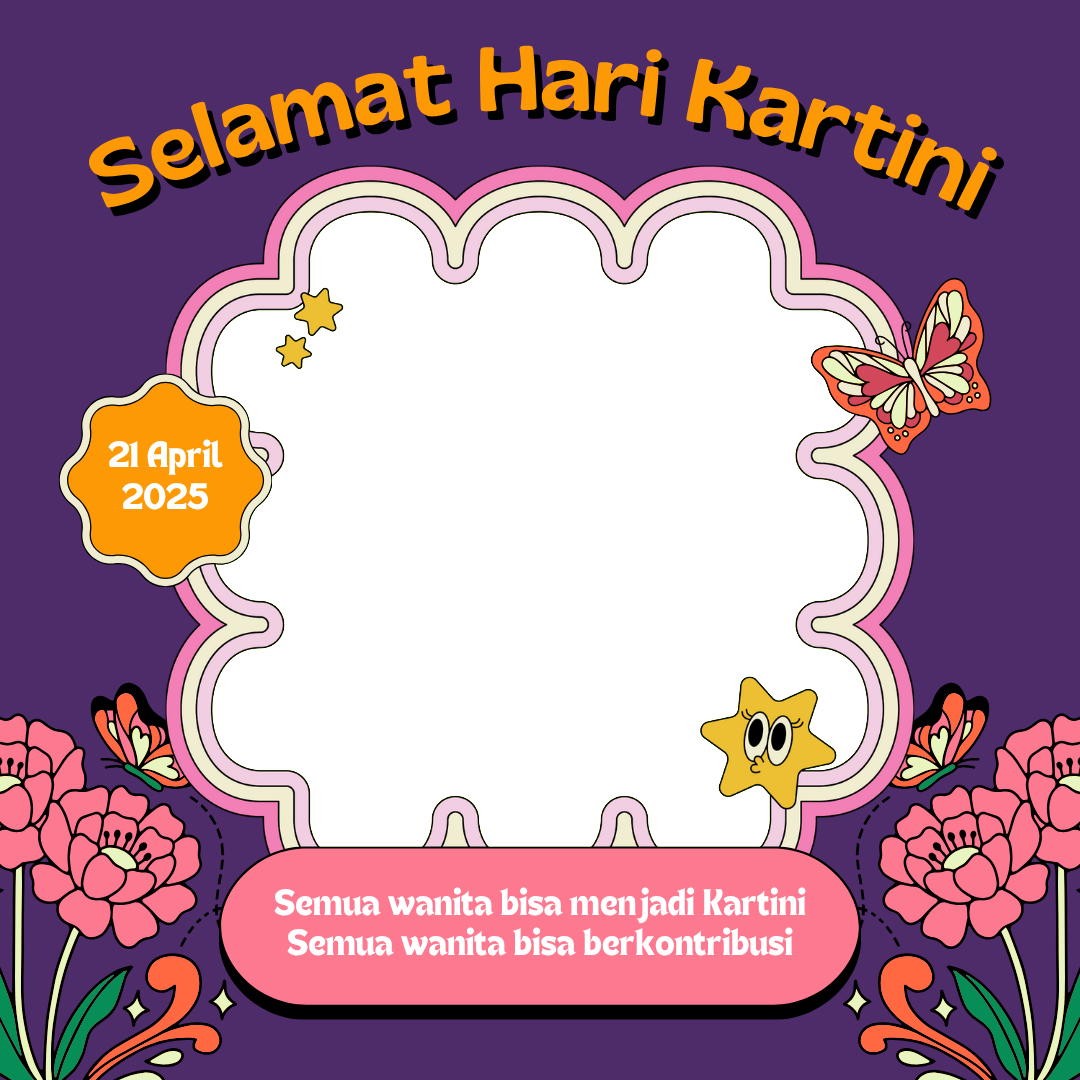 Selamat Hari Kartini
21 April
2025
Semua wanita bisa menjadi Kartini
Semua wanita bisa berkontribusi